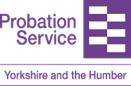 Probation
Service
Yorkshire and the Humber